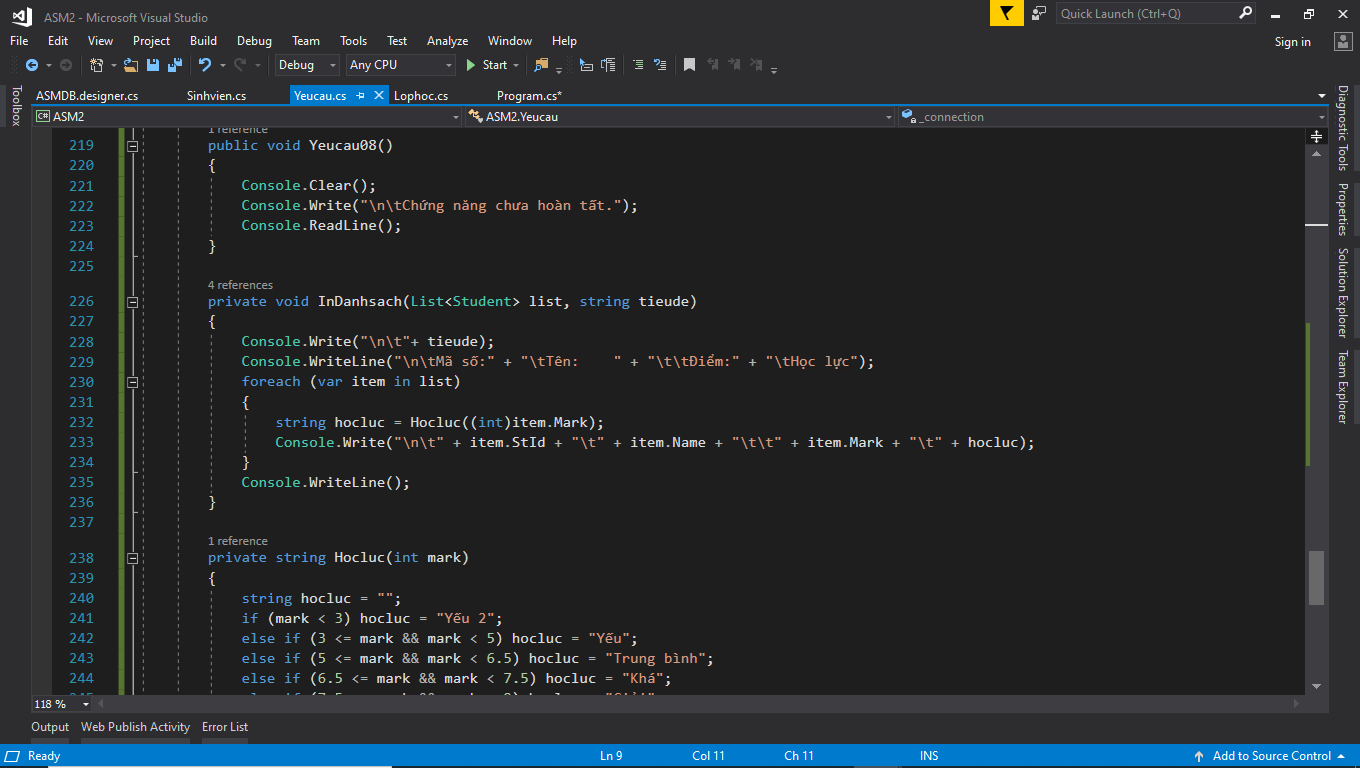 ASM2 - Microsoft Visual Studio
Quick Launch (Ctrl+Q)
File Edit View Project Build Debug Team Tools Test Analyze Window Help
Sign in
Debug Any CPU Start
ASMDB.designer.cs Sinhvien.cs Yeucau.cs Lophoc.cs Program.cs*
Toolbox
C# ASM2 ASM2.Yeucau _connection
1 reference
219 public void Yeucau08()
220 {
221 Console.Clear();
222 Console.Write("\n\tChứng năng chưa hoàn tất.");
223 Console.ReadLine();
224 }
225
4 references
226 private void InDanhsach(List<Student> list, string tieude)
227 {
228 Console.Write("\n\t"+ tieude);
229 Console.WriteLine("\n\tMã số:" + "\tTên:    " + "\t\tĐiểm:" + "\tHọc lực");
230 foreach (var item in list)
231 {
232 string hocluc = Hocluc((int)item.Mark);
233 Console.Write("\n\t" + item.StId + "\t" + item.Name + "\t\t" + item.Mark + "\t" + hocluc);
234 }
235 Console.WriteLine();
236 }
237
1 reference
238 private string Hocluc(int mark)
239 {
240 string hocluc = "";
241 if (mark < 3) hocluc = "Yếu 2";
242 else if (3 <= mark && mark < 5) hocluc = "Yếu";
243 else if (5 <= mark && mark < 6.5) hocluc = "Trung bình";
244 else if (6.5 <= mark && mark < 7.5) hocluc = "Khá";
Diagnostic Tools
Properties
Solution Explorer
Team Explorer
118 %
Output Web Publish Activity Error List
Ready Ln 9 Col 11 Ch 11 INS Add to Source Control